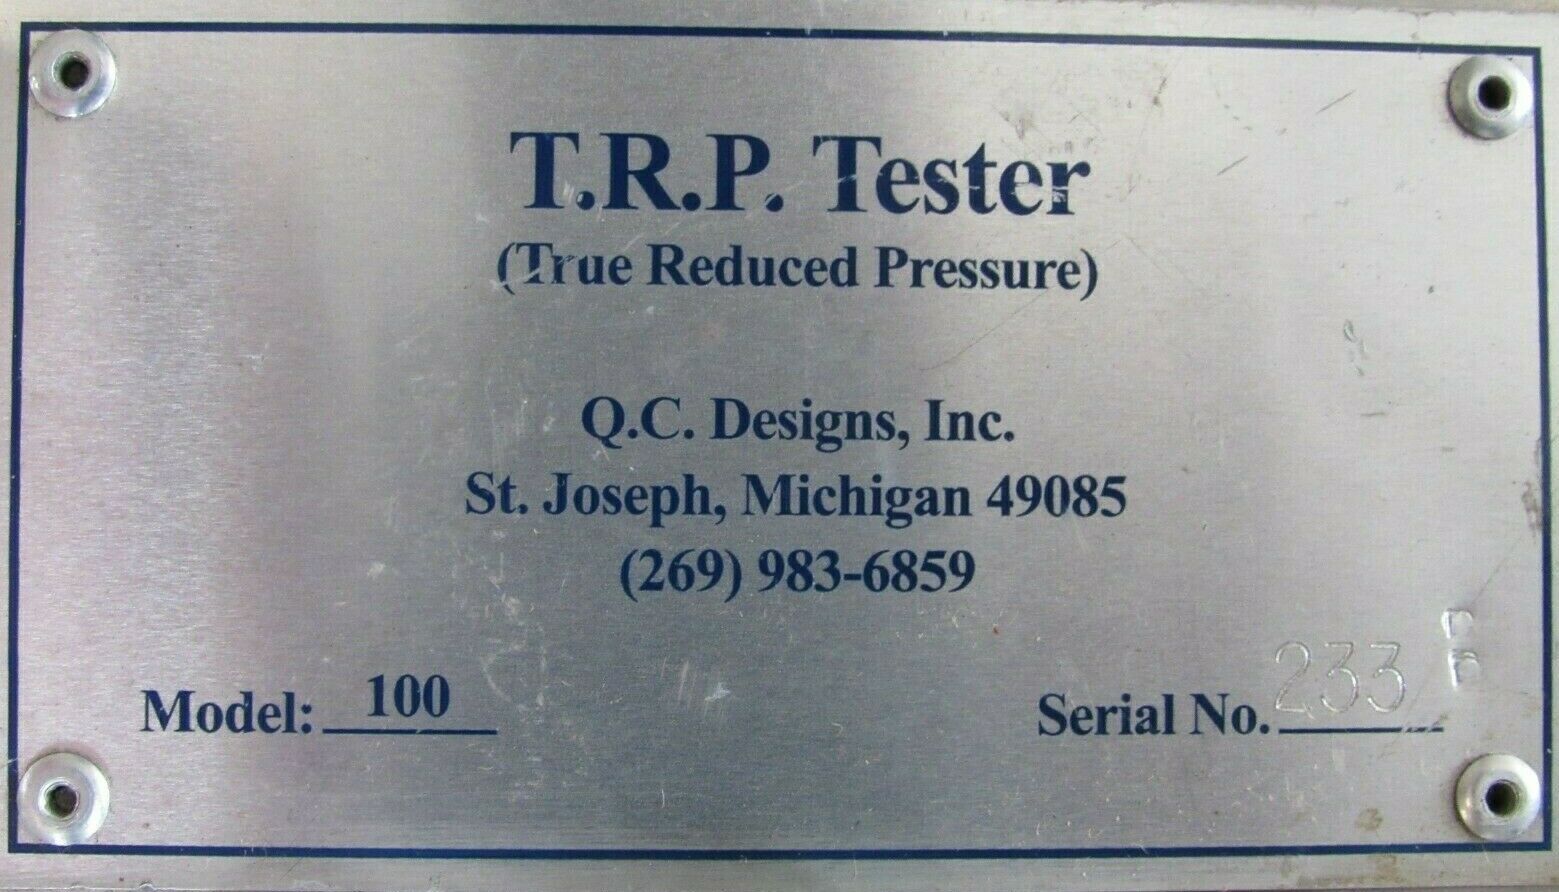 T.R.P. Tester
(True Reduced Pressure)
Q.C. Designs, Inc.
St. Joseph, Michigan 49085
(269) 983-6859
Model: 100
Serial No. 233